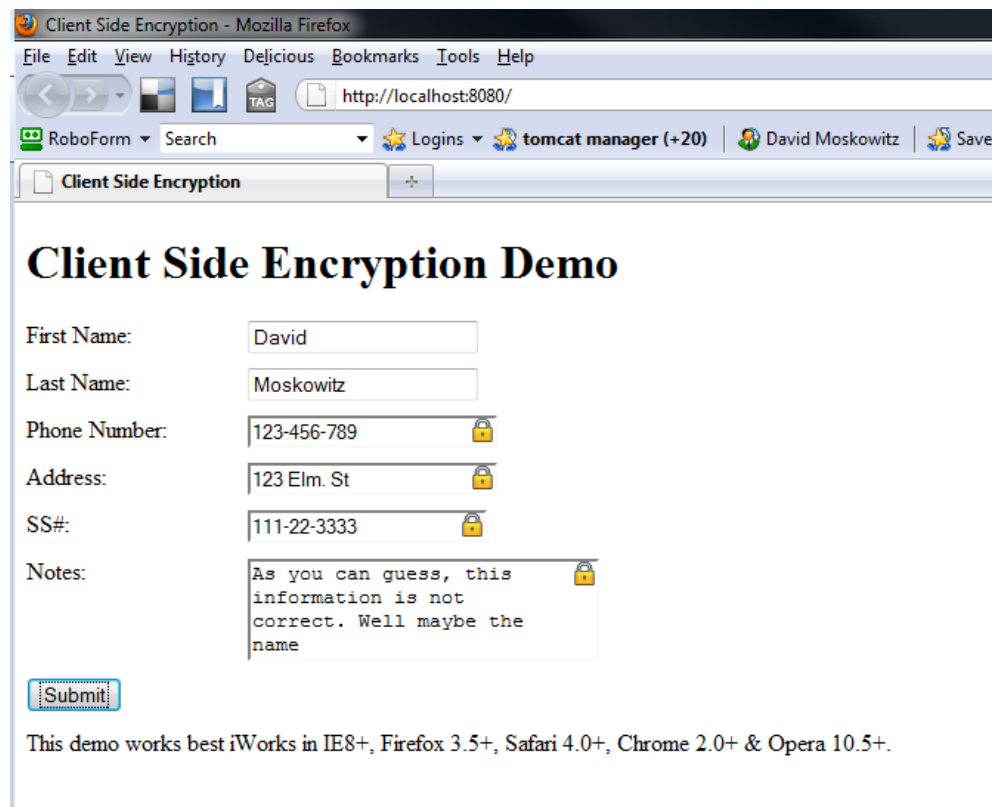 Client Side Encryption - Mozilla Firefox
File Edit View History Delicious Bookmarks Tools Help
TAG http://localhost:8080/
RoboForm Search Logins tomcat manager (+20) David Moskowitz Save
Client Side Encryption
Client Side Encryption Demo
First Name: David
Last Name: Moskowitz
Phone Number: 123-456-789
Address: 123 Elm. St
SS#: 111-22-3333
Notes: As you can guess, this
information is not
correct. Well maybe the
name
Submit
This demo works best iWorks in IE8+, Firefox 3.5+, Safari 4.0+, Chrome 2.0+ & Opera 10.5+.